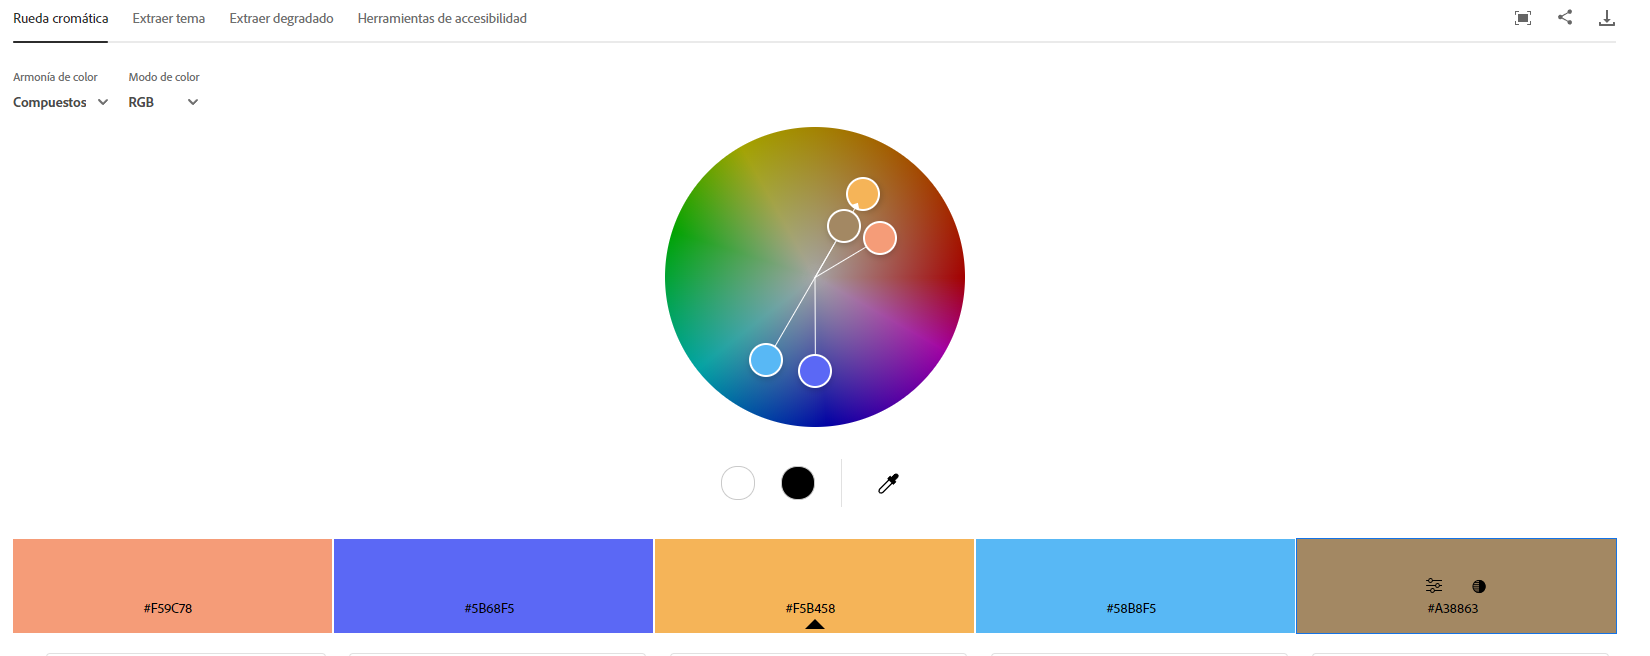 Rueda cromática Extraer tema Extraer degradado Herramientas de accesibilidad
Armonía de color Modo de color
Compuestos RGB
#F59C78 #5B68F5 #F5B458 #58B8F5 #A38863